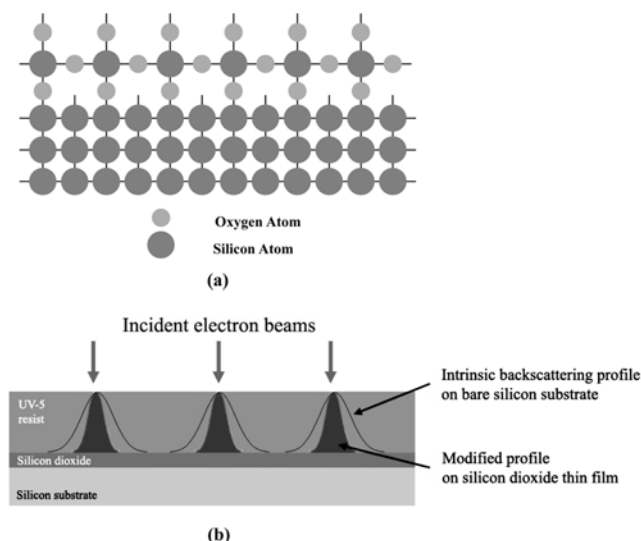 Oxygen Atom
Silicon Atom
(a)
Incident electron beams
UV-5
resist
Intrinsic backscattering profile
on bare silicon substrate
Silicon dioxide
Modified profile
on silicon dioxide thin film
Silicon substrate
(b)